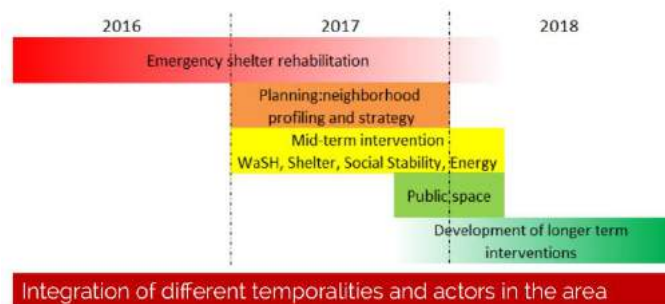 2016 2017 2018
Emergency shelter rehabilitation
Planning:neighborhood
profiling and strategy
Mid-term intervention
WaSH, Shelter, Social Stability, Energy
Public space
Development of longer term
interventions
Integration of different temporalities and actors in the area